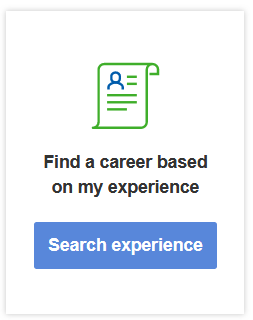 Find a career based
on my experience
Search experience